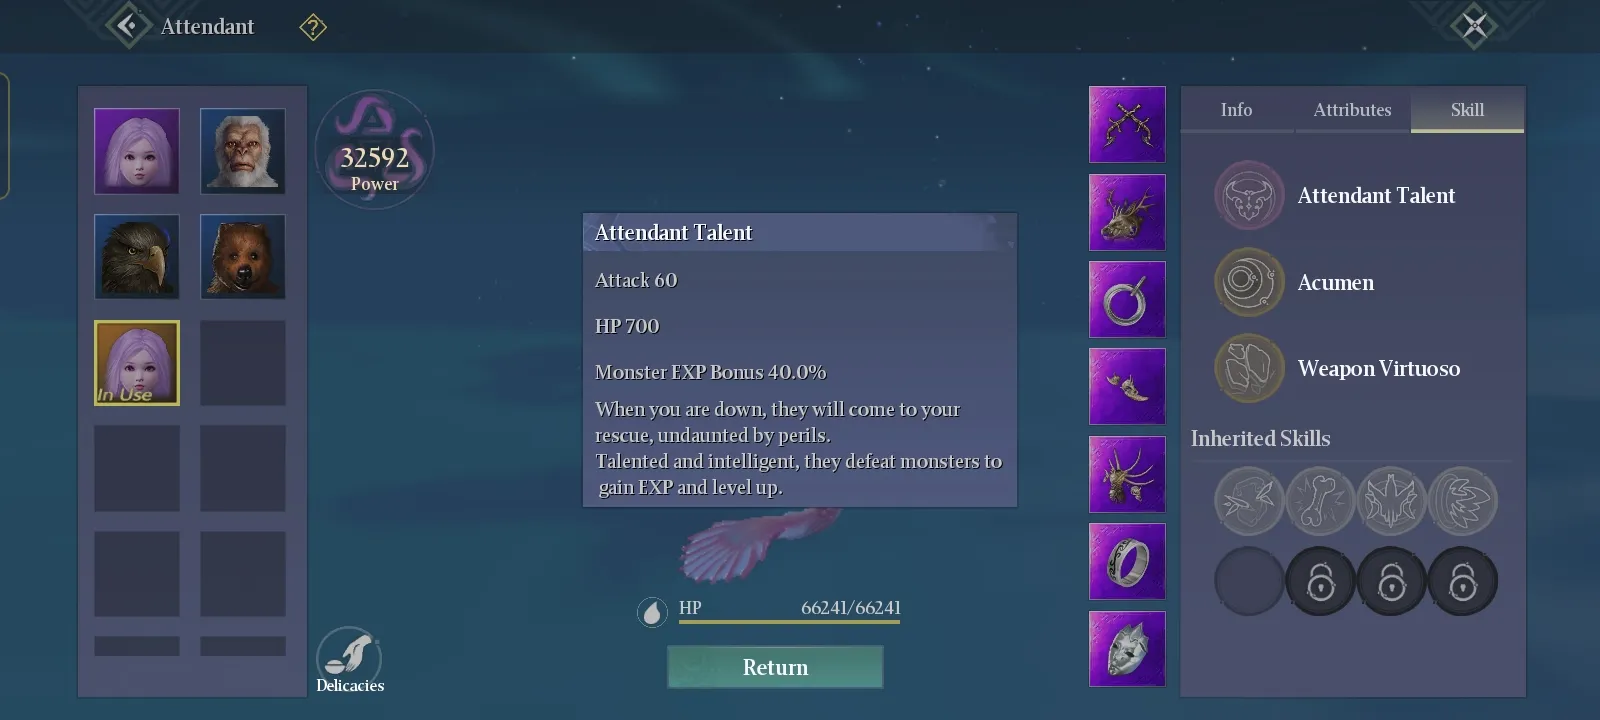 Attendant
?
32592
Power
In Use
Delicacies
Attendant Talent
Attack 60
HP 700
Monster EXP Bonus 40.0%
When you are down, they will come to your
rescue, undaunted by perils.
Talented and intelligent, they defeat monsters to
gain EXP and level up.
HP 66241/66241
Return
Info Attributes Skill
Attendant Talent
Acumen
Weapon Virtuoso
Inherited Skills